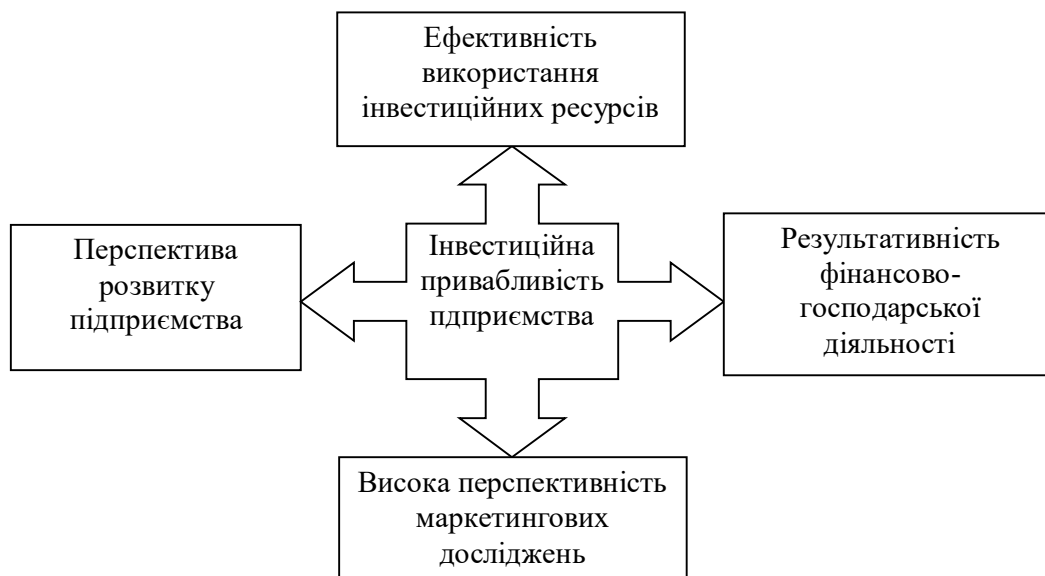 Ефективність
використання
інвестиційних ресурсів
Перспектива
розвитку
підприємства
Інвестиційна
привабливість
пдприємства
Результативність
фінансово-
господарської
діяльності
Висока перспективність
маркетингових
досліджень